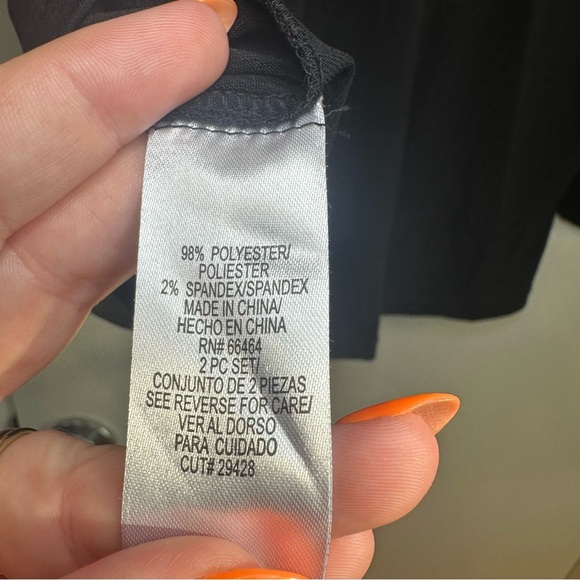 98% POLYESTER/
POLIESTER
2% SPANDEX/SPANDEX
MADE IN CHINA/
HECHO EN CHINA
RN# 66464
2 PC SET/
CONJUNTO DE 2 PIEZAS
SEE REVERSE FOR CARE/
VER AL DORSO
PARA CUIDADO
CUT# 29428